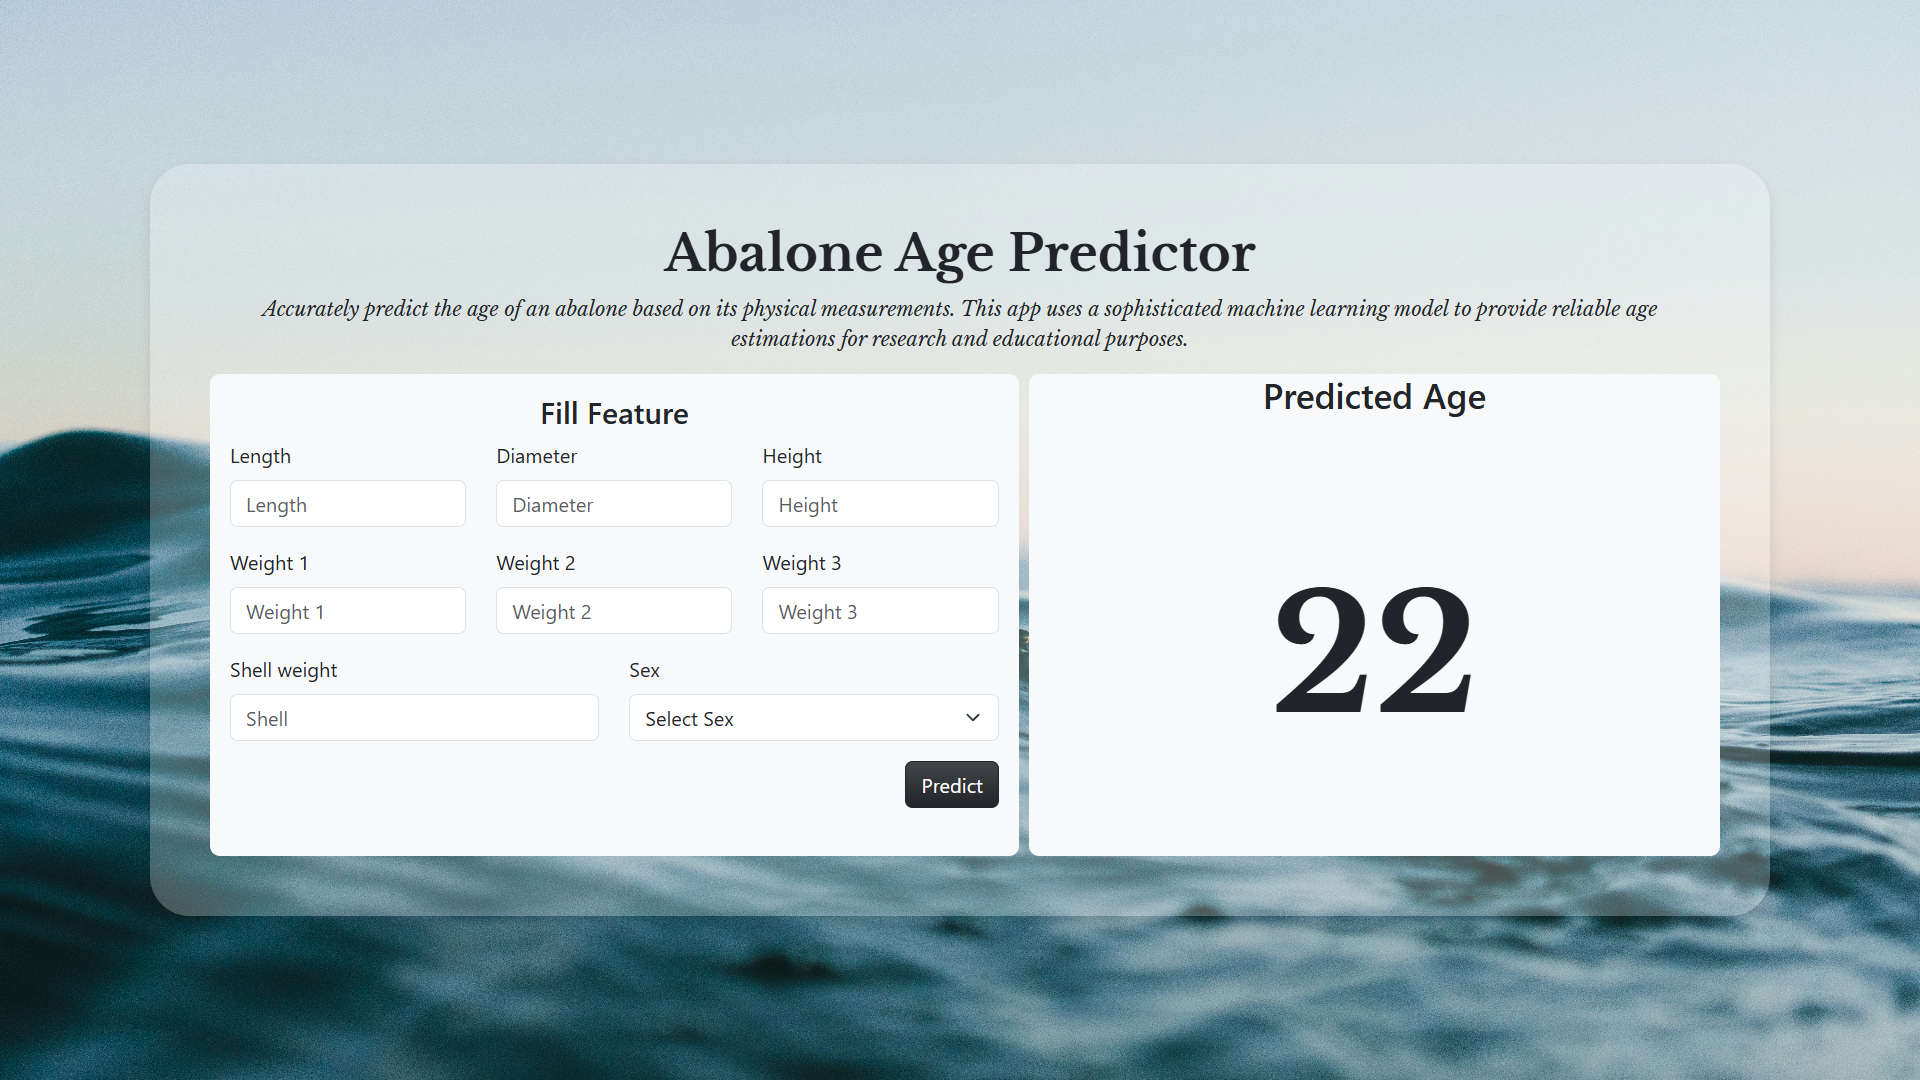 Abalone Age Predictor
Accurately predict the age of an abalone based on its physical measurements. This app uses a sophisticated machine learning model to provide reliable age
estimations for research and educational purposes.
Fill Feature
Length
Diameter
Height
Length
Diameter
Height
Weight 1
Weight 2
Weight 3
Weight 1
Weight 2
Weight 3
Shell weight
Sex
Shell
Select Sex
Predict
Predicted Age
22